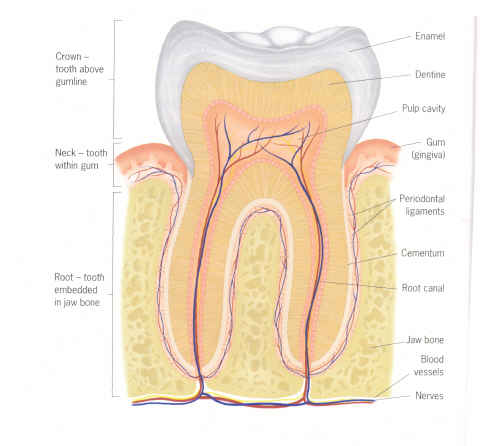 Crown –
tooth above
gumline
Neck – tooth
within gum
Root – tooth
embedded
in jaw bone
Enamel
Dentine
Pulp cavity
Gum
(gingiva)
Periodontal
ligaments
Cementum
Root canal
Jaw bone
Blood
vessels
Nerves